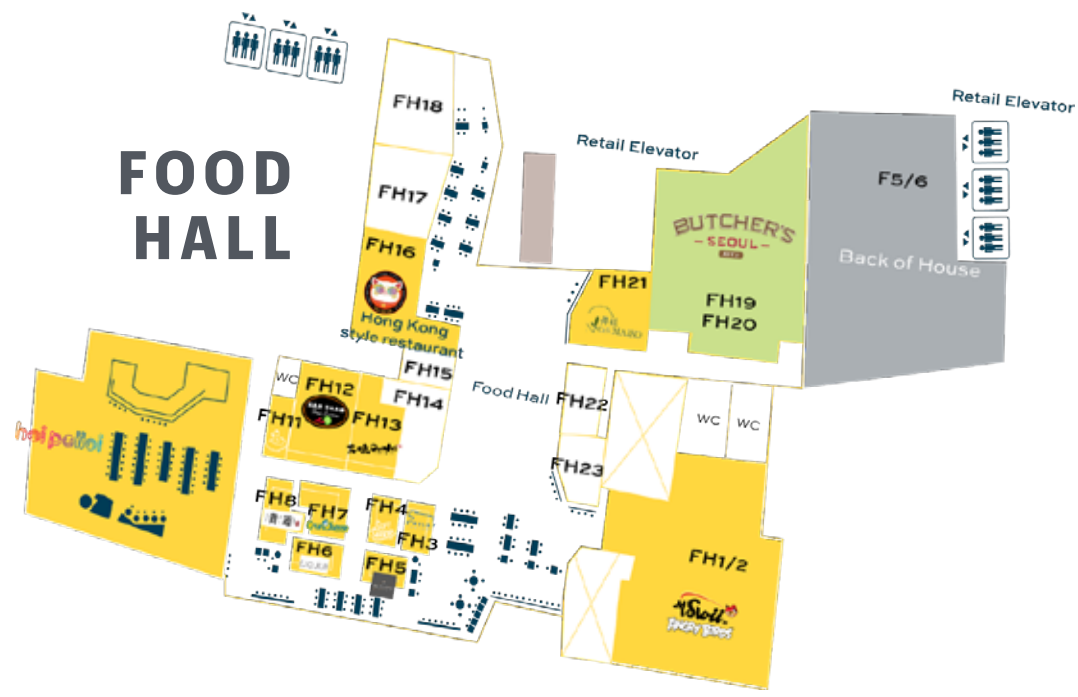 FOOD
HALL
Retail Elevator
Retail Elevator
FH18
FH17
FH16
Hong Kong
style restaurant
FH15
FH14
F5/6
Back of House
BUTCHER'S
SEOUL
FH19
FH20
FH21
Food Hall
FH22
FH23
WC
WC
WC
FH12
FH11
FH13
hoi polloi
FH8
FH7
FH4
FH3
FH6
FH5
FH1/2
ANGRY BIRDS